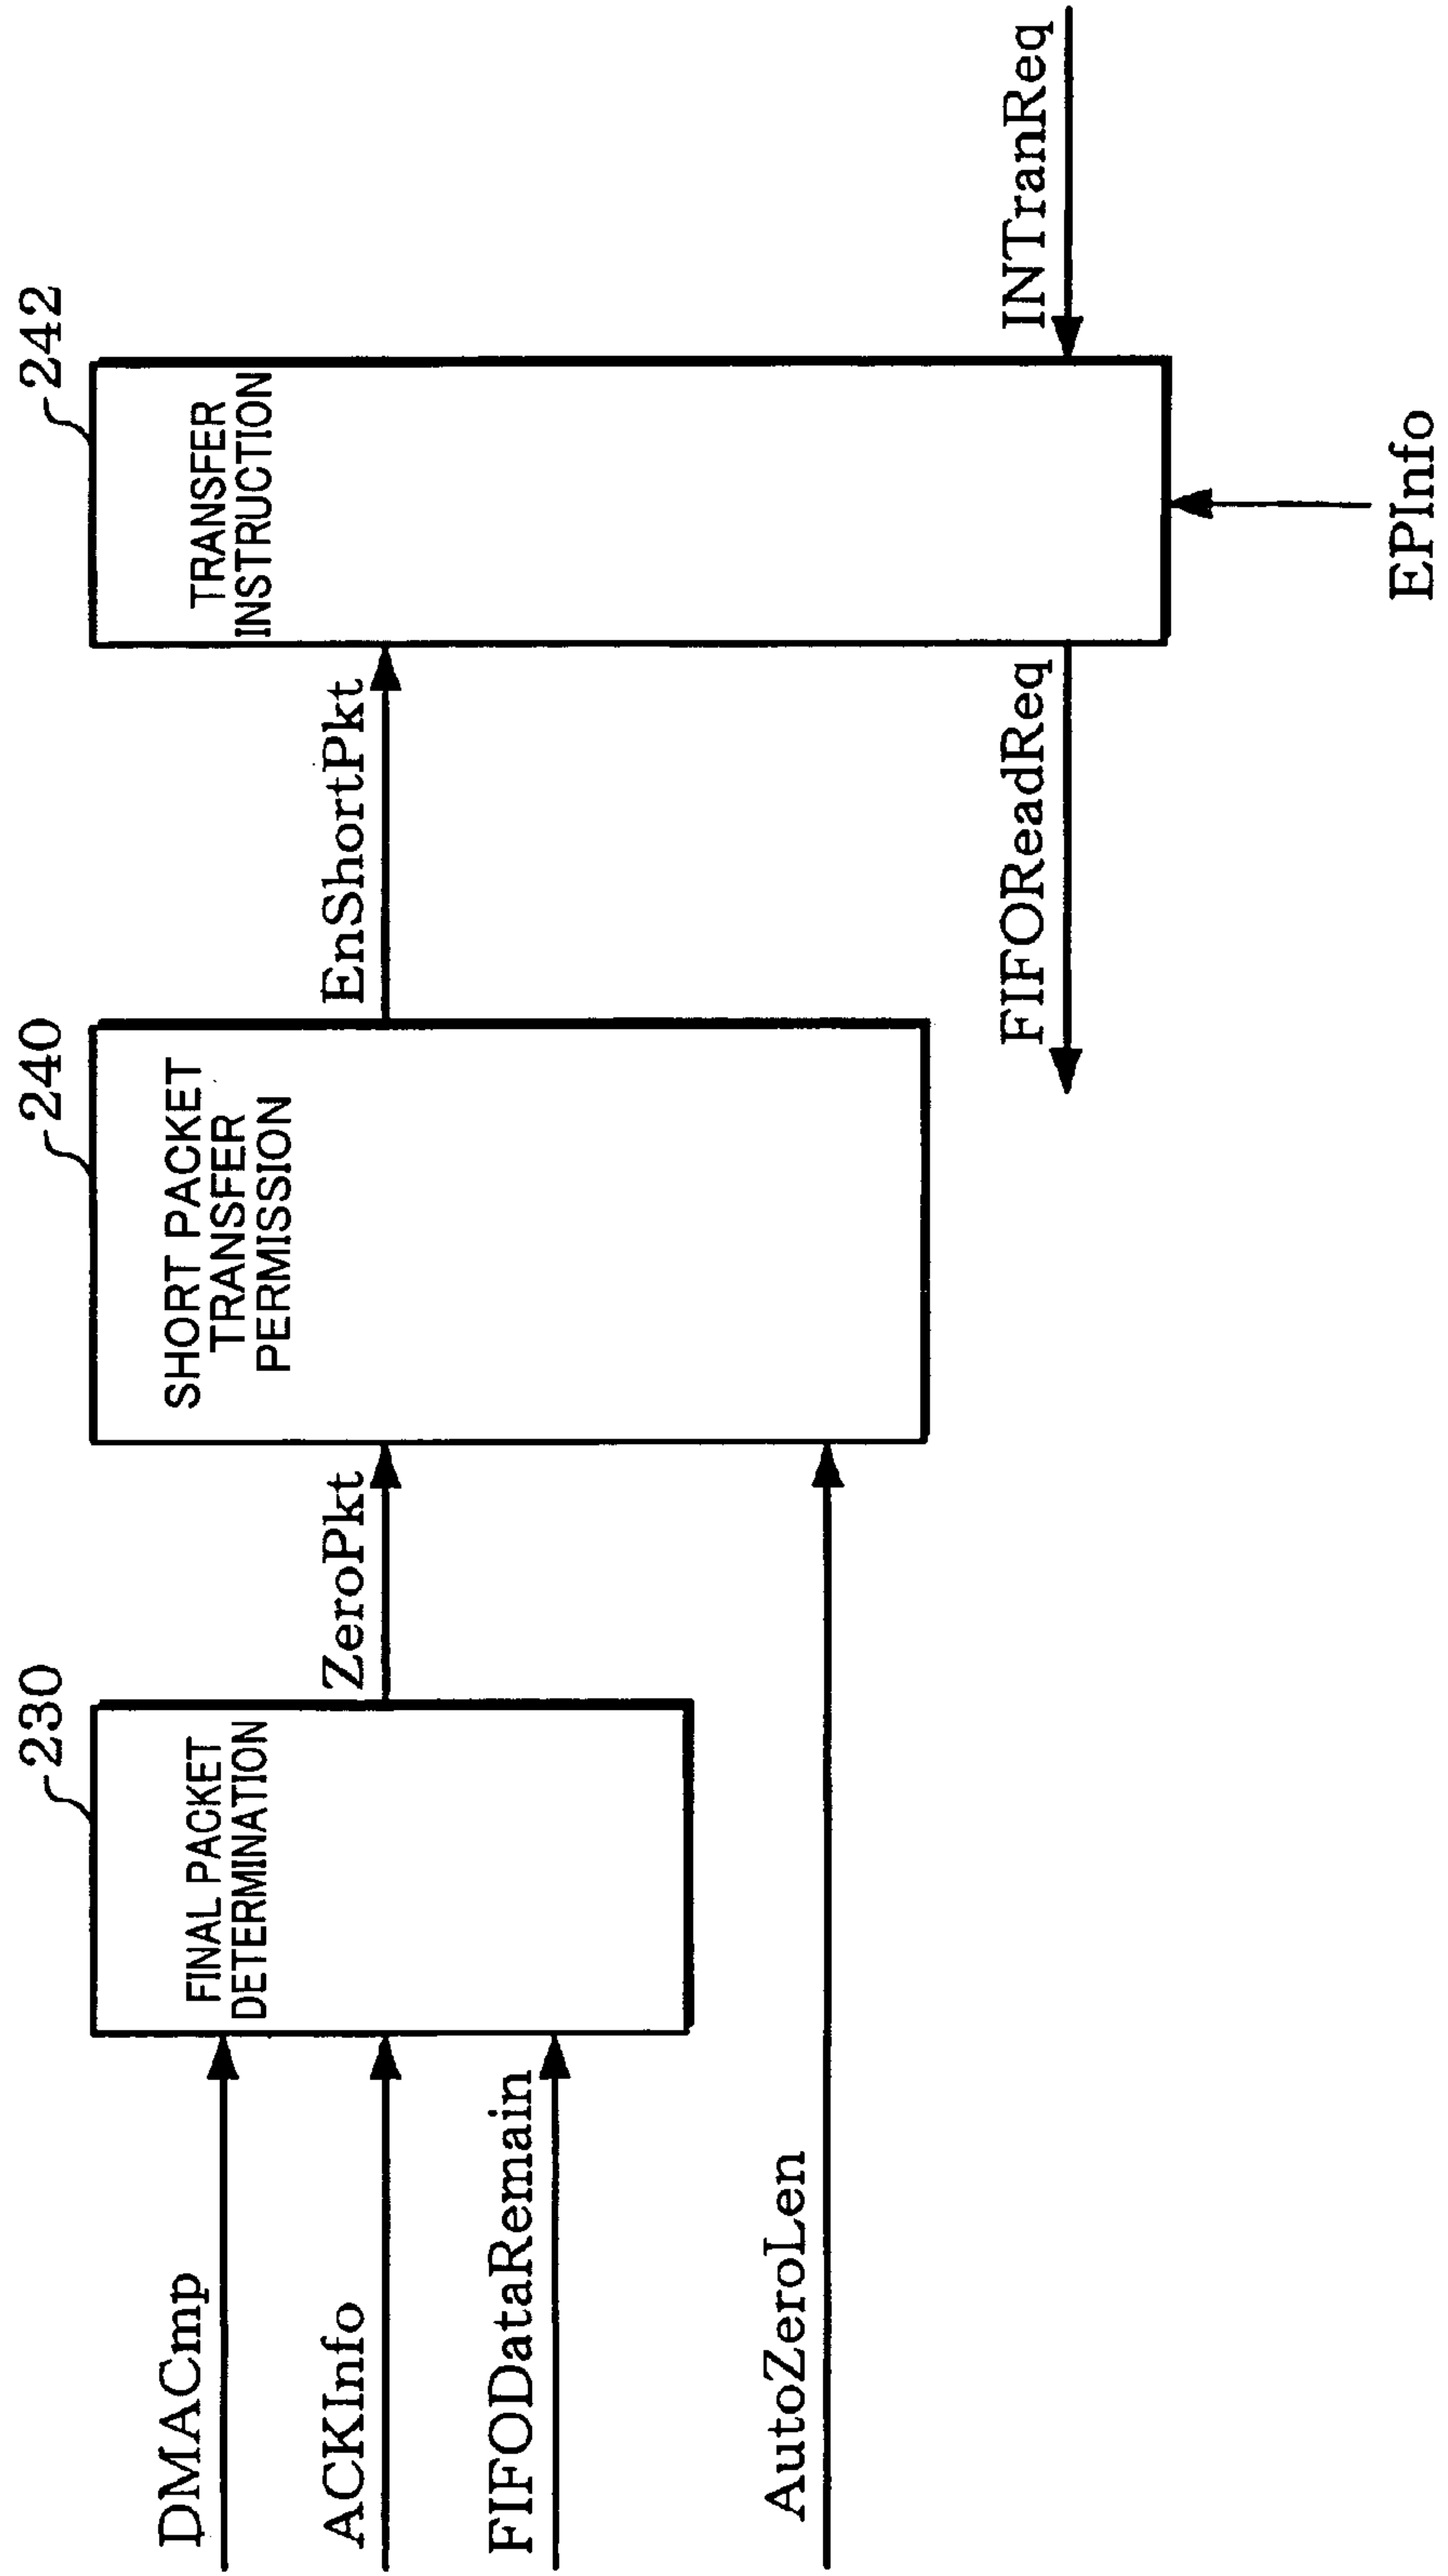 230
FINAL PACKET
DETERMINATION
DMACmp
ACKInfo
FIFODataRemain
ZeroPkt
AutoZeroLen
240
SHORT PACKET
TRANSFER
PERMISSION
EnShortPkt
242
TRANSFER
INSTRUCTION
FIFOReadReq
INTranReq
EPInfo